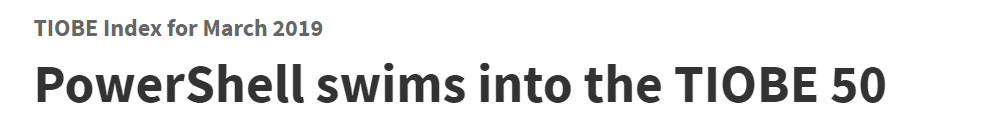 TIOBE Index for March 2019
PowerShell swims into the TIOBE 50